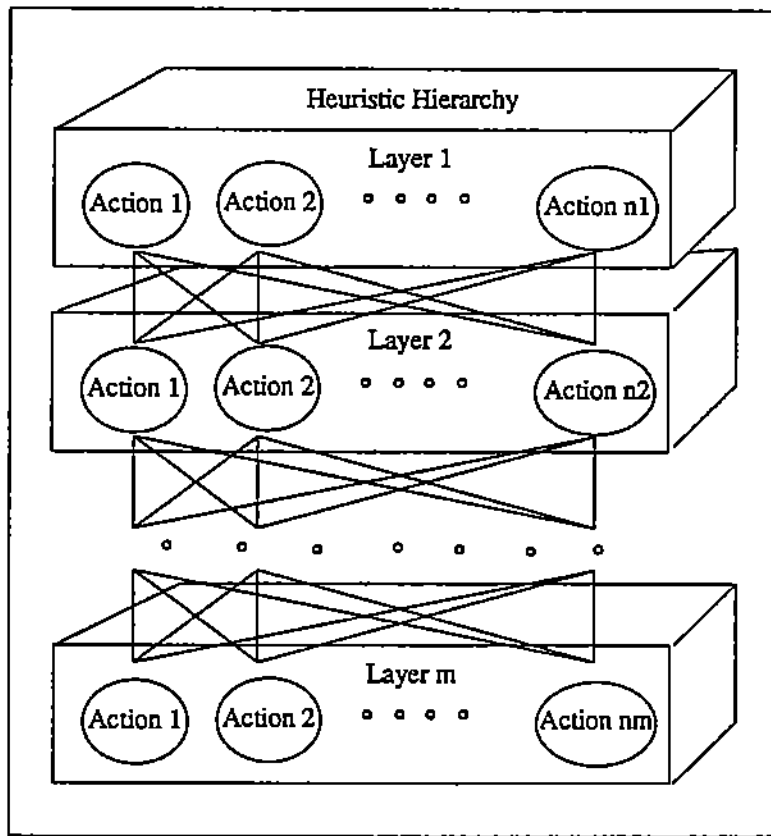 Heuristic Hierarchy
Layer 1
Action 1 Action 2 Action n1
Layer 2
Action 1 Action 2 Action n2
Layer m
Action 1 Action 2 Action nm